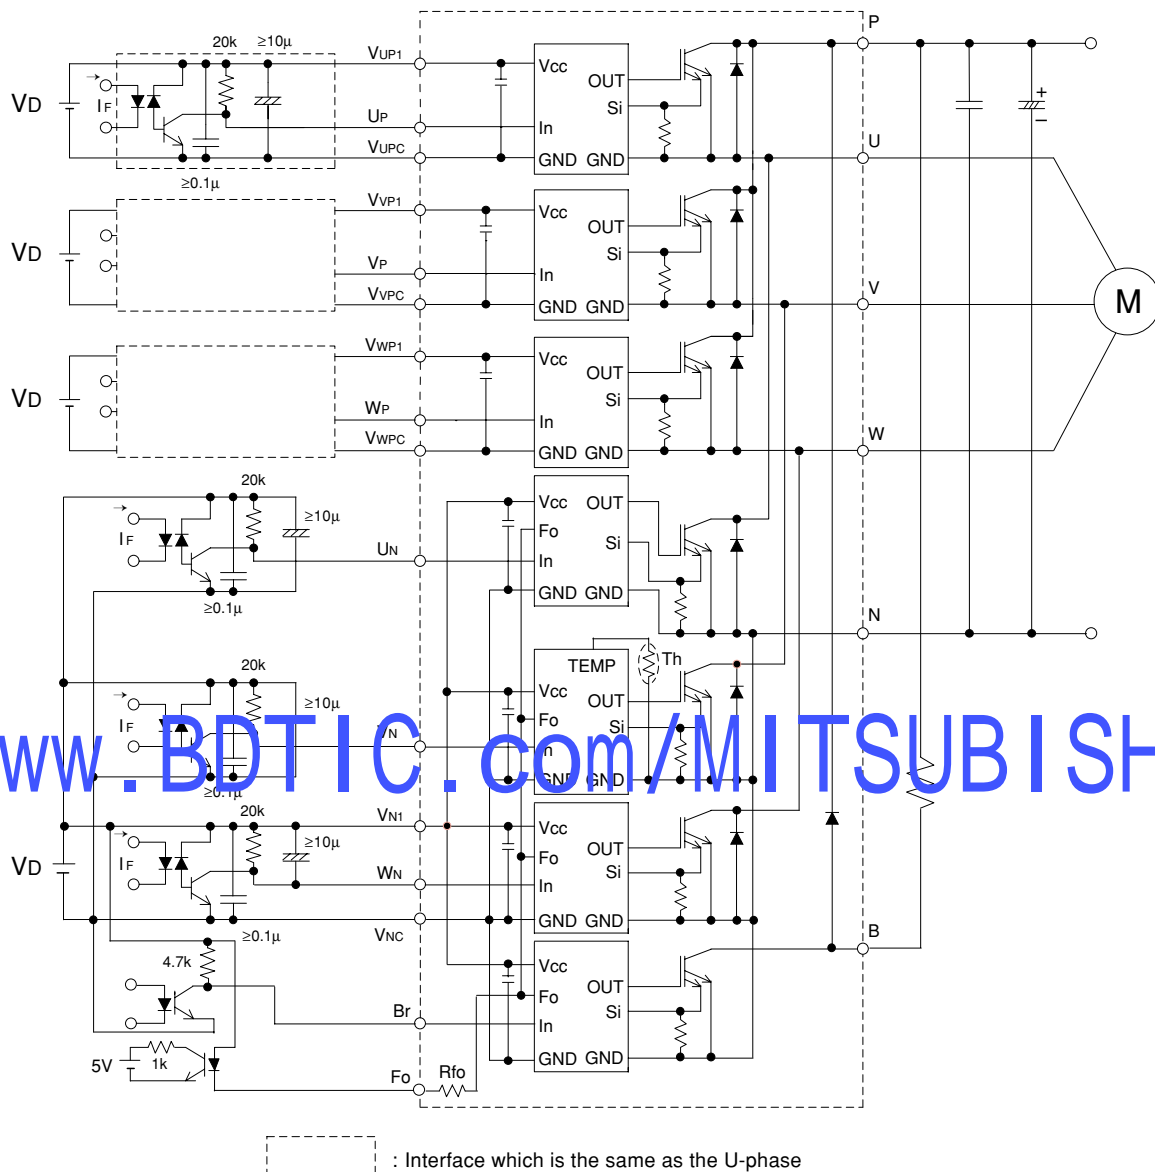 P
20k ≥10μ VUP1
Vcc
OUT
Si
VD IF
UP In
VUPC GND GND U
≥0.1μ
VVP1 Vcc
OUT
VD Si
VP In
VVPC GND GND V
M
VWP1 Vcc
OUT
VD Si
WP In
VWPC GND GND W
20k
≥10μ Vcc OUT
IF Fo
Si
UN In
≥0.1μ GND GND N
TEMP Th
20k
≥10μ Vcc
OUT
IF Fo
Si
VN In
GND GND
≥0.1μ
www.BDTIC.com/MITSUBISH
20k VN1 Vcc
≥10μ
OUT
VD IF Fo
Si
WN In
GND GND
≥0.1μ VNC B
4.7k Vcc
OUT
Fo
Si
Br In
5V 1k GND GND
Fo Rfo
+
–
: Interface which is the same as the U-phase